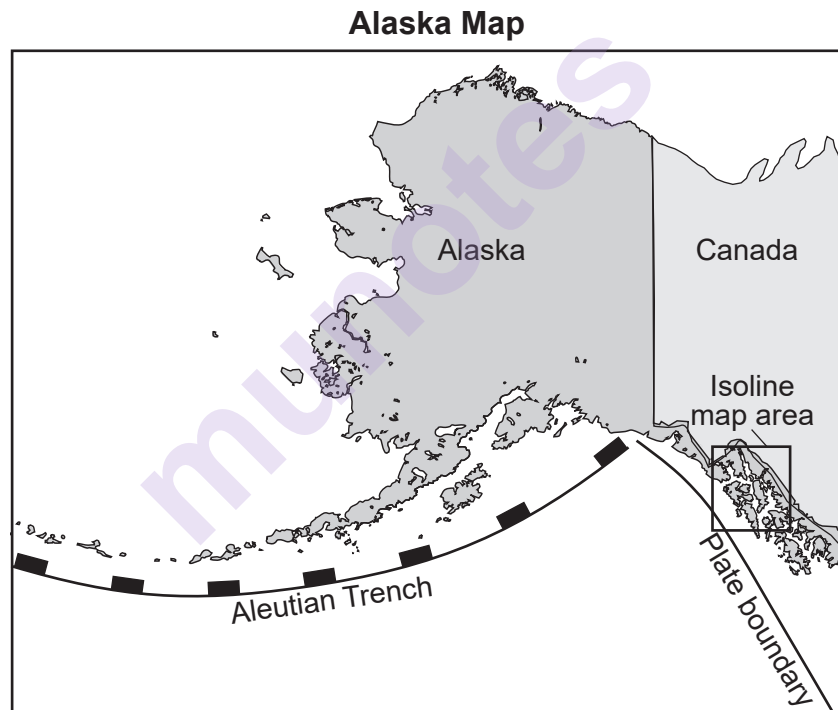 Alaska Map
Alaska
Canada
Isoline
map area
Aleutian Trench
Plate boundary
munotes